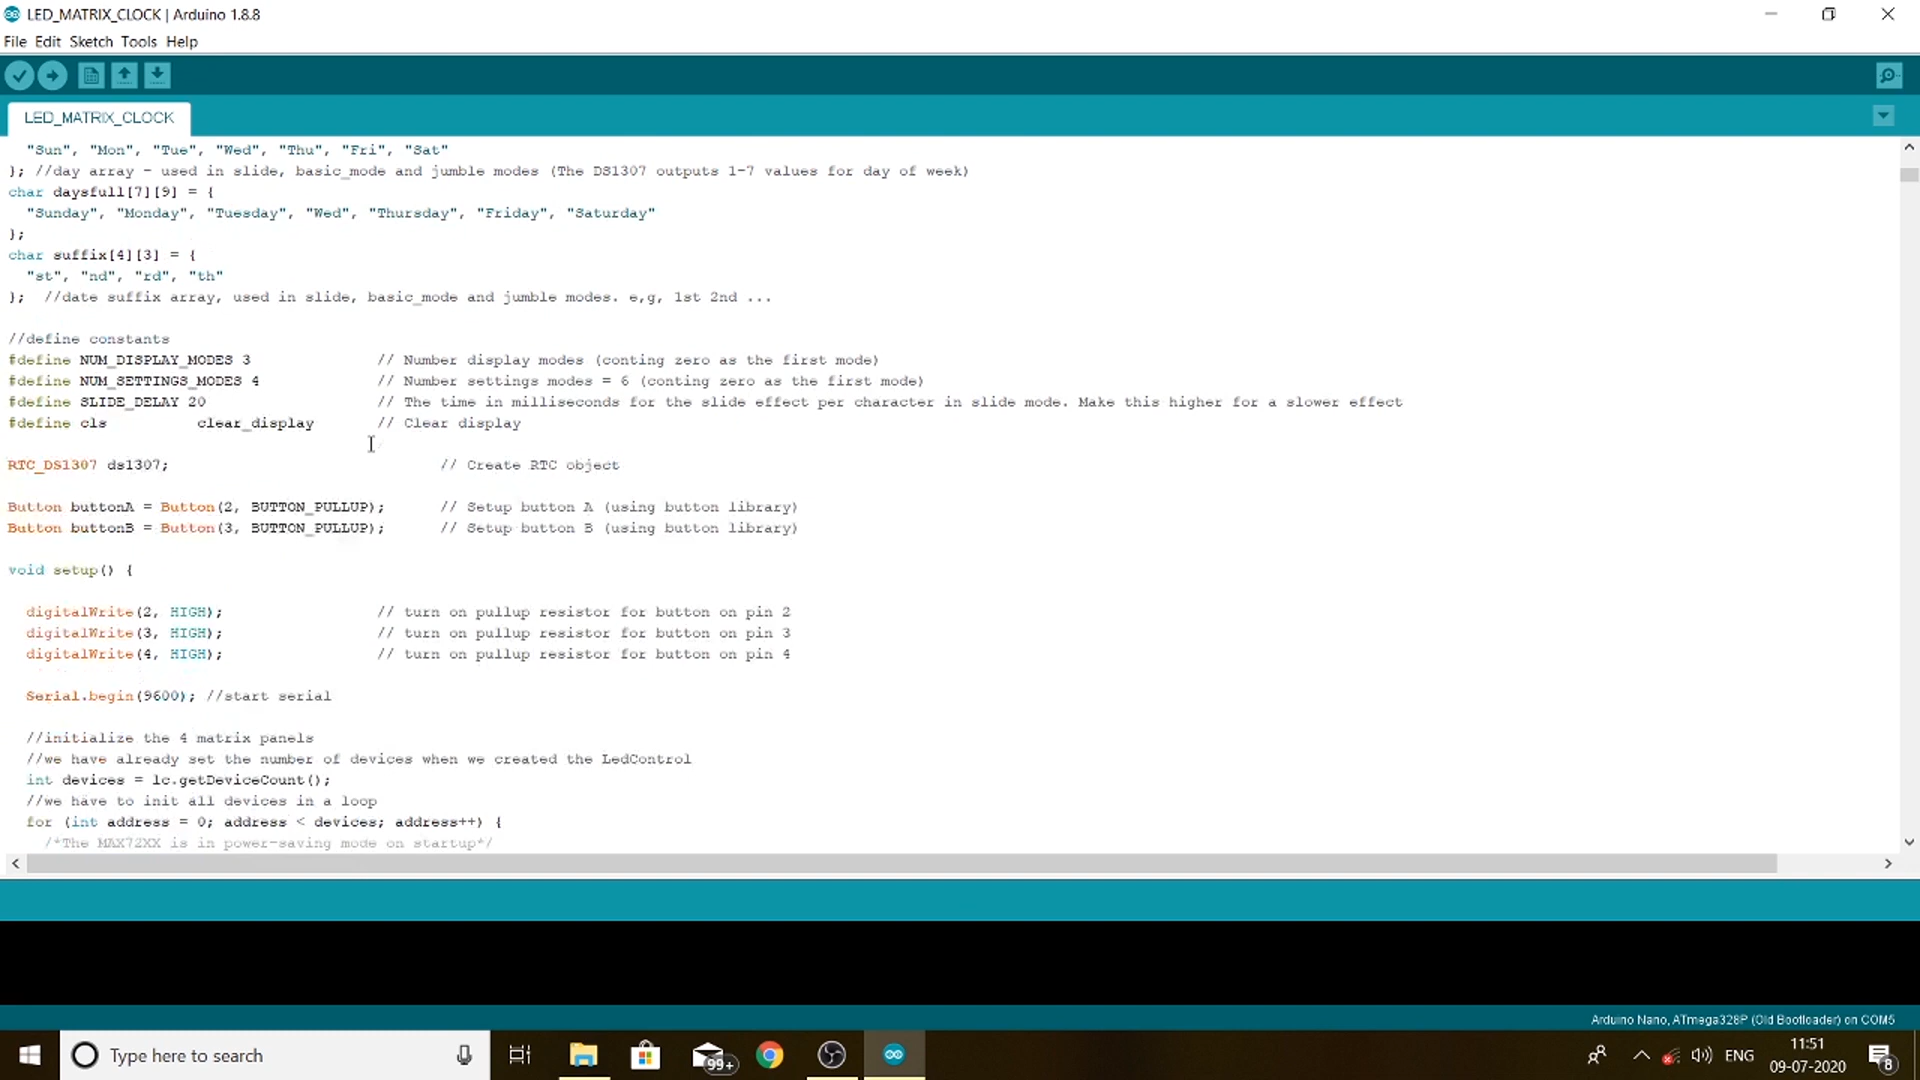 LED_MATRIX_CLOCK | Arduino 1.8.8
File Edit Sketch Tools Help
LED_MATRIX_CLOCK
"Sun", "Mon", "Tue", "Wed", "Thu", "Fri", "Sat"
}; //day array - used in slide, basic_mode and jumble modes (The DS1307 outputs 1-7 values for day of week)
char daysfull[7][9] = {
"Sunday", "Monday", "Tuesday", "Wed", "Thursday", "Friday", "Saturday"
};
char suffix[4][3] = {
"st", "nd", "rd", "th"
}; //date suffix array, used in slide, basic_mode and jumble modes. e,g, 1st 2nd ...
//define constants
#define NUM_DISPLAY_MODES 3 // Number display modes (conting zero as the first mode)
#define NUM_SETTINGS_MODES 4 // Number settings modes = 6 (conting zero as the first mode)
#define SLIDE_DELAY 20 // The time in milliseconds for the slide effect per character in slide mode. Make this higher for a slower effect
#define cls clear_display // Clear display
RTC_DS1307 ds1307; // Create RTC object
Button buttonA = Button(2, BUTTON_PULLUP); // Setup button A (using button library)
Button buttonB = Button(3, BUTTON_PULLUP); // Setup button B (using button library)
void setup() {
digitalWrite(2, HIGH); // turn on pullup resistor for button on pin 2
digitalWrite(3, HIGH); // turn on pullup resistor for button on pin 3
digitalWrite(4, HIGH); // turn on pullup resistor for button on pin 4
Serial.begin(9600); //start serial
//initialize the 4 matrix panels
//we have already set the number of devices when we created the LedControl
int devices = lc.getDeviceCount();
//we have to init all devices in a loop
for (int address = 0; address < devices; address++) {
/*The MAX72XX is in power-saving mode on startup*/
Arduino Nano, ATmega328P (Old Bootloader) on COM5
Type here to search
99+
ENG
11:51
09-07-2020
8